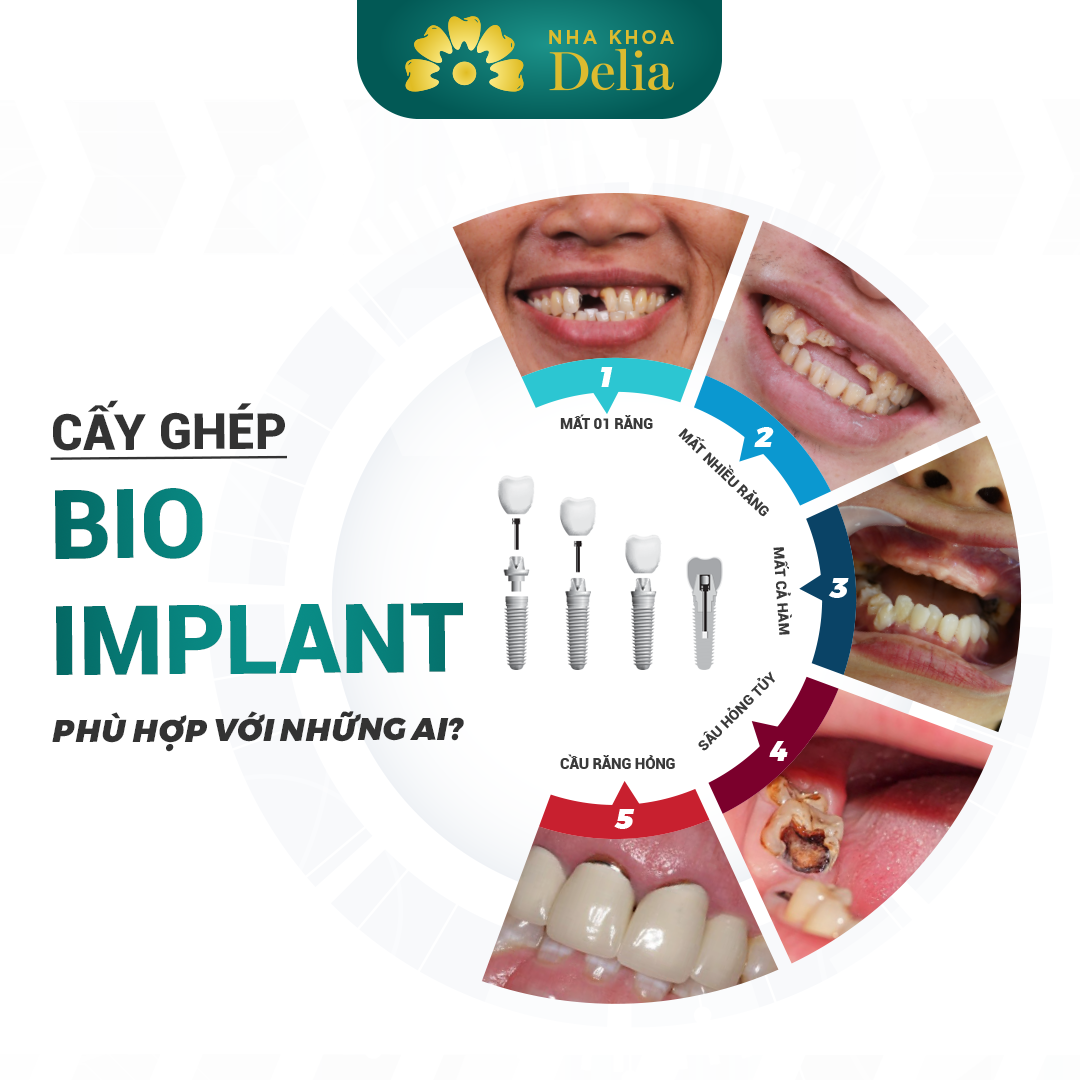 NHA KHOA
Delia
CẤY GHÉP
BIO
IMPLANT
PHÙ HỢP VỚI NHỮNG AI?
1
MẤT 01 RĂNG
2
MẤT NHIỀU RĂNG
3
MẤT CẢ HÀM
4
SÂU HỎNG TỦY
5
CẦU RĂNG HỎNG